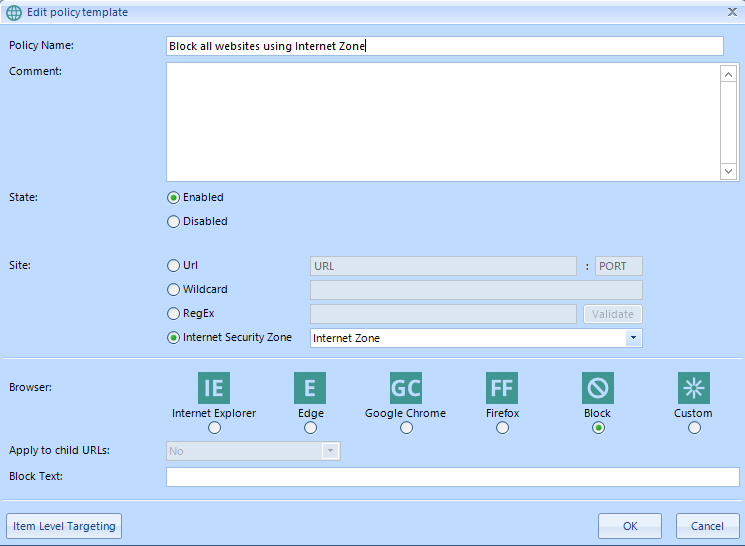 Edit policy template
Policy Name: Block all websites using Internet Zone
Comment:
State: Enabled
Disabled
Site: Url URL : PORT
Wildcard
RegEx Validate
Internet Security Zone Internet Zone
Browser: IE E GC FF
Internet Explorer Edge Google Chrome Firefox Block Custom
Apply to child URLs: No
Block Text:
Item Level Targeting OK Cancel